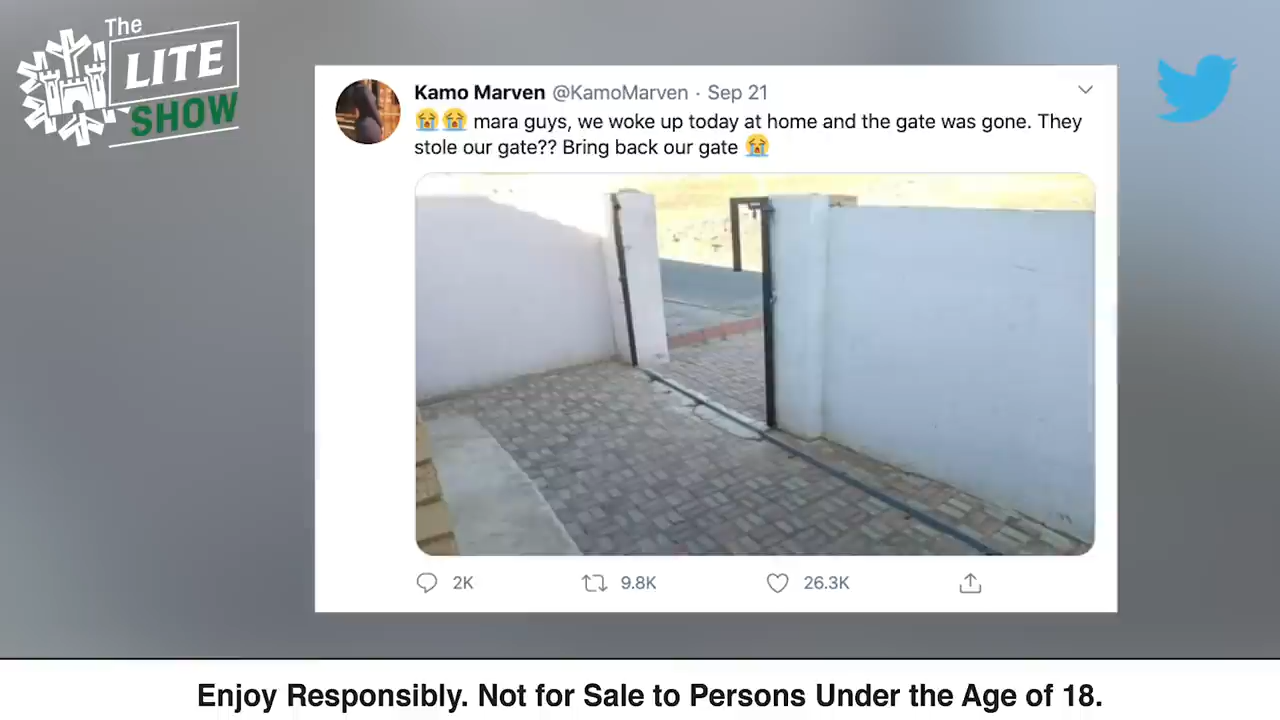 The
LITE
SHOW
Kamo Marven @KamoMarven · Sep 21
😭😭 mara guys, we woke up today at home and the gate was gone. They
stole our gate?? Bring back our gate 😭
2K 9.8K 26.3K
Enjoy Responsibly. Not for Sale to Persons Under the Age of 18.